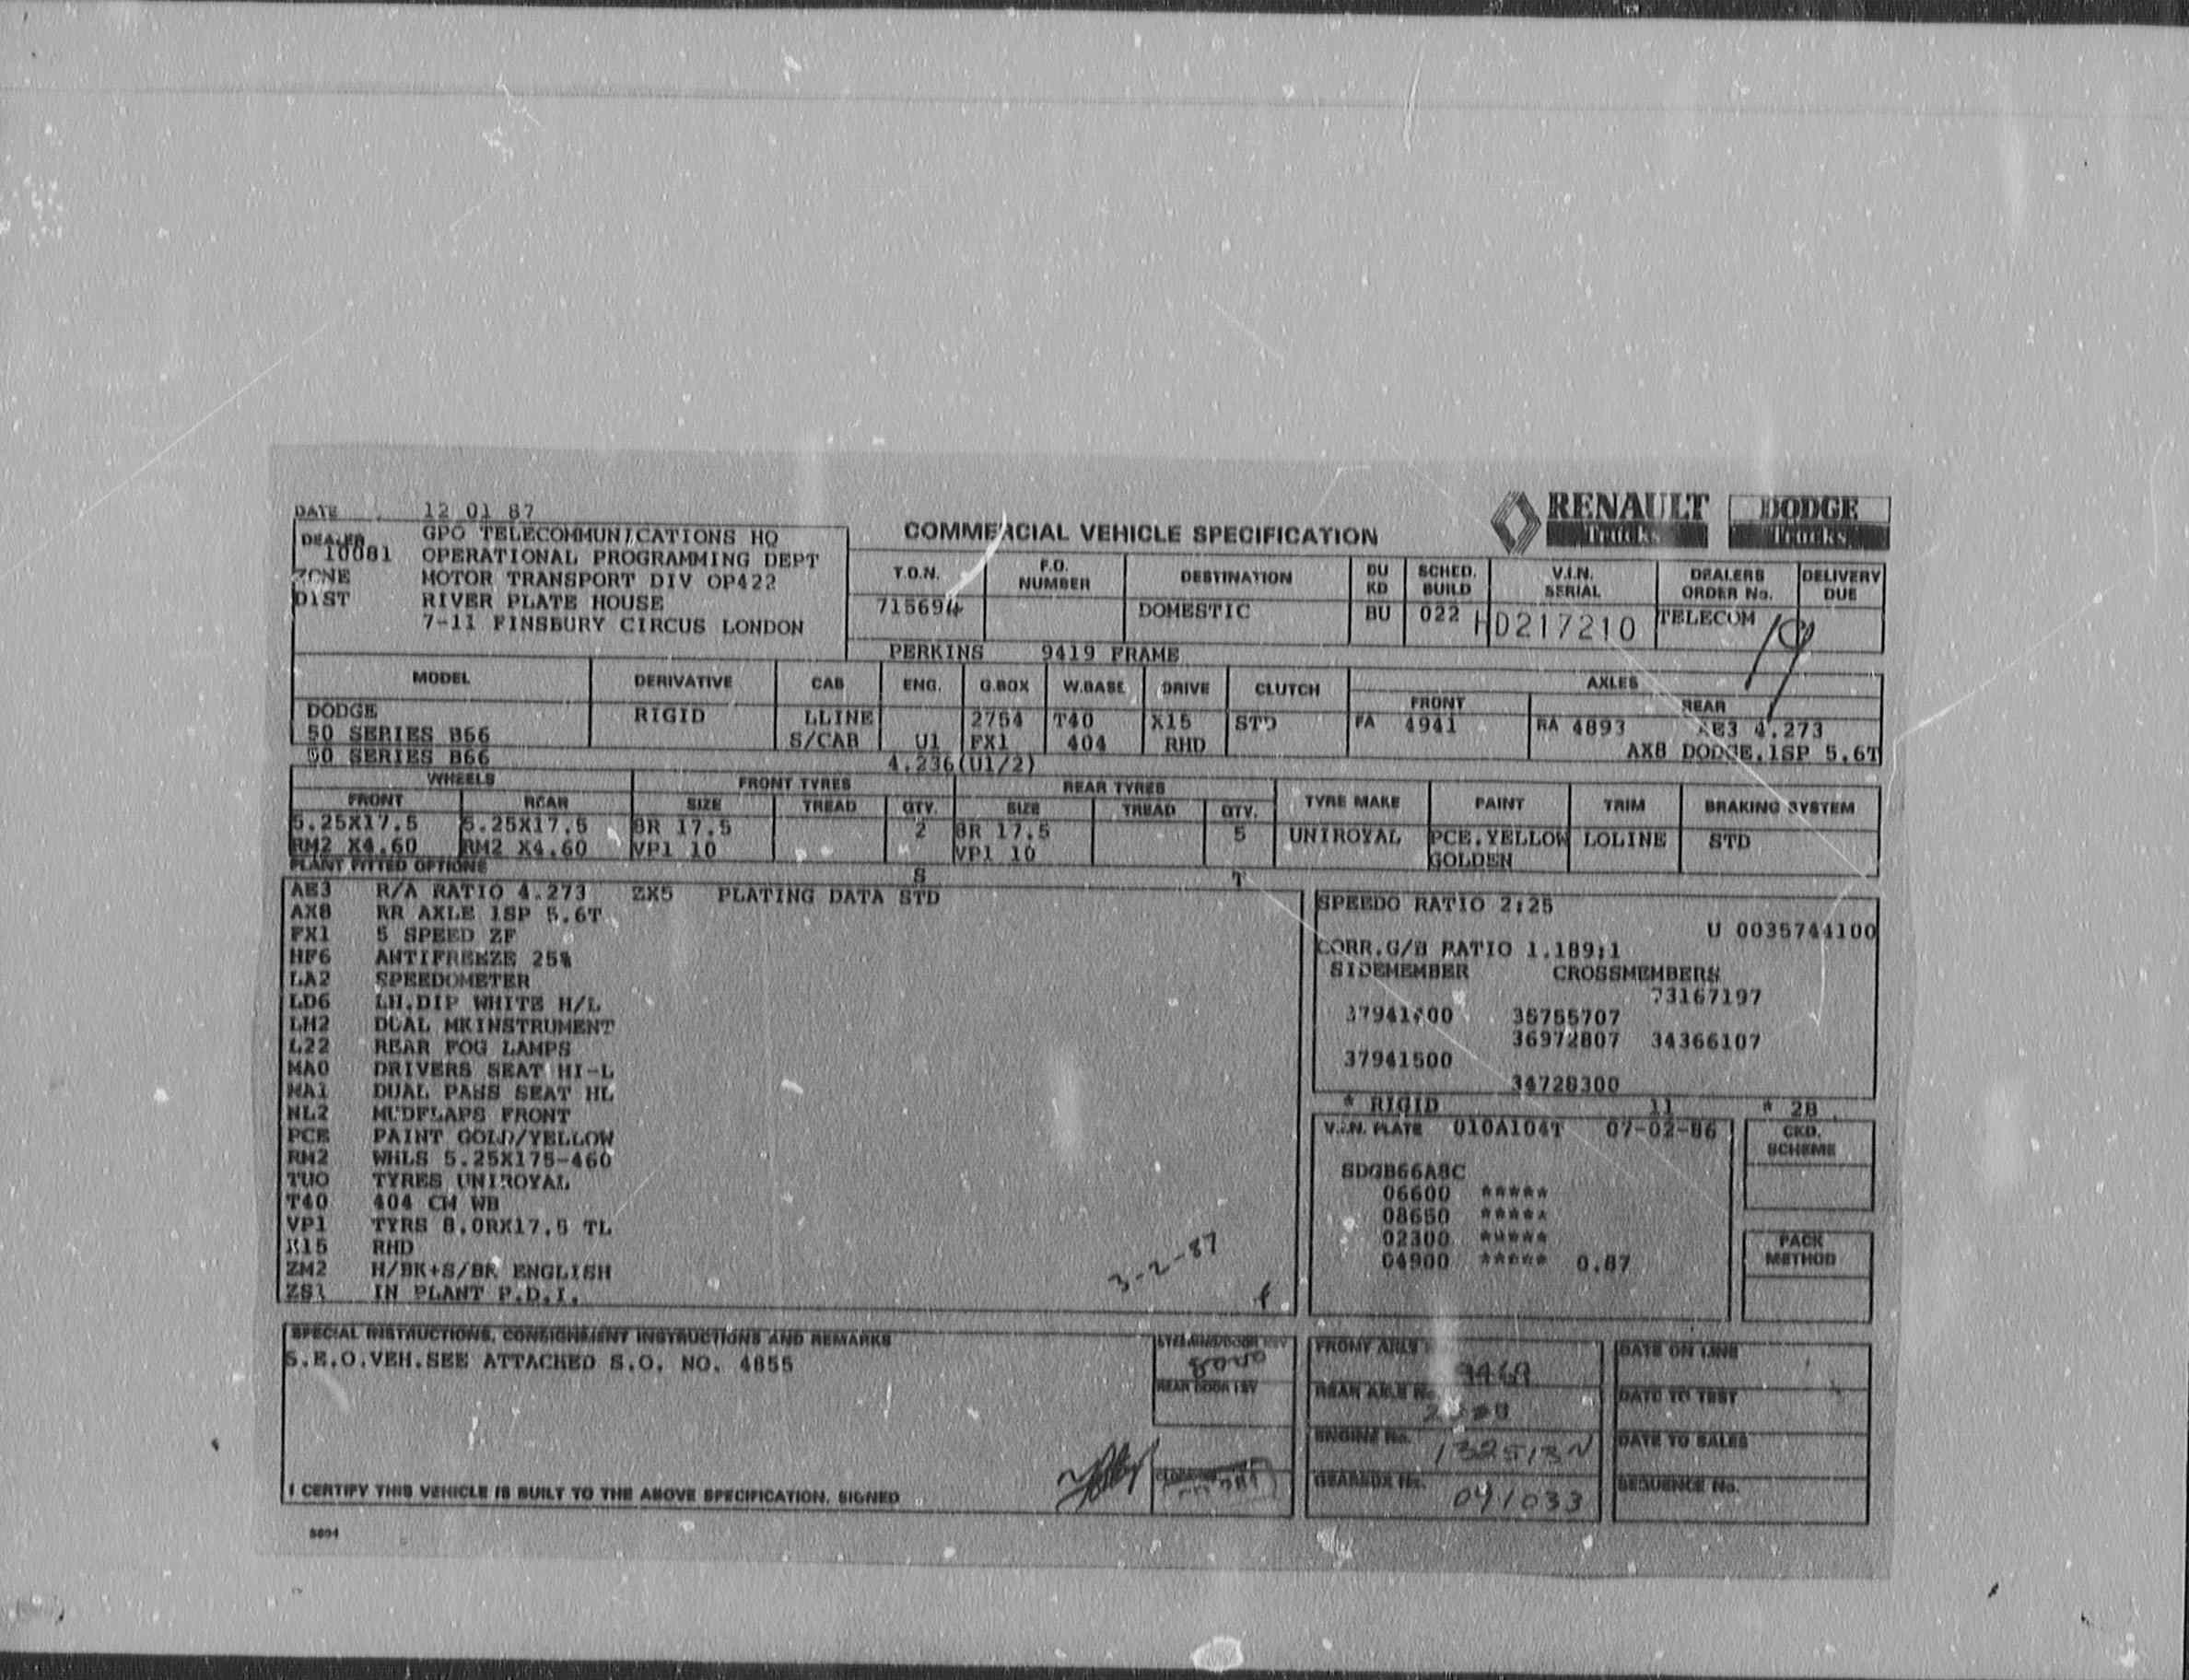 DATE 12 01 87
RENAULT Trucks DODGE Trucks
COMMERCIAL VEHICLE SPECIFICATION
DEALER 10081
ZONE
DIST
GPO TELECOMMUNICATIONS HQ
OPERATIONAL PROGRAMMING DEPT
MOTOR TRANSPORT DIV OP422
RIVER PLATE HOUSE
7-11 FINSBURY CIRCUS LONDON
T.O.N. F.O. NUMBER DESTINATION BU KD SCHED. BUILD V.I.N. SERIAL DEALERS ORDER No. DELIVERY DUE
715694 DOMESTIC BU 022 HD217210 TELECOM
PERKINS 9419 FRAME
MODEL DERIVATIVE CAB ENG. G.BOX W.BASE DRIVE CLUTCH AXLES
FRONT REAR
DODGE RIGID LLINE 2754 T40 X15 STD FA 4941 RA 4893 AE3 4.273
50 SERIES B66 S/CAB U1 FX1 404 RHD AX8 DODGE,1SP 5.6T
50 SERIES B66 4.236(U1/2)
WHEELS FRONT TYRES REAR TYRES TYRE MAKE PAINT TRIM BRAKING SYSTEM
FRONT REAR SIZE TREAD QTY. SIZE TREAD QTY.
5.25X17.5 5.25X17.5 8R 17.5 2 8R 17.5 5 UNIROYAL PCE.YELLOW LOLINE STD
RM2 X4.60 RM2 X4.60 VP1 10 VP1 10 GOLDEN
PLANT FITTED OPTIONS S T
AE3 R/A RATIO 4.273 ZX5 PLATING DATA STD
AX8 RR AXLE 1SP 5.6T
FX1 5 SPEED ZF
HF6 ANTIFREEZE 25%
LA2 SPEEDOMETER
LD6 LH.DIP WHITE H/L
LH2 DUAL MKINSTRUMENT
L22 REAR FOG LAMPS
MA0 DRIVERS SEAT HI-L
MA1 DUAL PASS SEAT HL
NL2 MUDFLAPS FRONT
PCE PAINT GOLD/YELLOW
RM2 WHLS 5.25X175-460
TUO TYRES UNIROYAL
T40 404 CM WB
VP1 TYRS 8.0RX17.5 TL
X15 RHD
ZM2 H/BK+S/BK ENGLISH
ZS1 IN PLANT P.D.I.
3-2-87
SPEEDO RATIO 2:25
U 0035744100
CORR.G/B RATIO 1.189:1
SIDEMEMBER CROSSMEMBERS
73167197
35755707
36972807 34366107
37941500
34728300
* RIGID 11 * 2B
V.I.N. PLATE 010A104T 07-02-86
SDGB66A8C
06600 *****
08650 *****
02300 *****
04900 ***** 0.87
CKD. SCHEME
PACK METHOD
SPECIAL INSTRUCTIONS, CONSIGNMENT INSTRUCTIONS AND REMARKS
S.E.O.VEH.SEE ATTACHED S.O. NO. 4855
REAR DOOR KEY
I CERTIFY THIS VEHICLE IS BUILT TO THE ABOVE SPECIFICATION. SIGNED
FRONT AXLE
REAR AXLE No.
ENGINE No. 132513N
GEARBOX No. 041033
DATE ON LINE
DATE TO TEST
DATE TO SALES
SEQUENCE No.